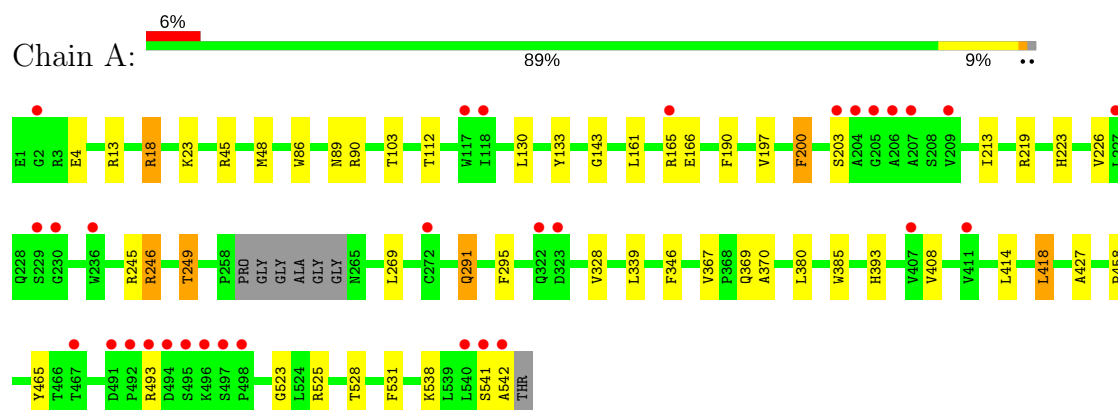 6%
Chain A:
89% 9% ••
E1 G2 R3 E4 R13 R18 K23 R45 M48 W86 N89 R90 T103 T112 W117 I118 L130 Y133 G143 L161 R165 E166 F190 V197 F200 S203 A204 G205 A206 A207 S208 V209 I213 R219 H223 V226 L227
Q228 S229 G230 W236 R245 R246 T249 P258 PRO GLY GLY ALA GLY GLY N265 L269 C272 Q291 F295 Q322 D323 V328 L339 F346 V367 P368 Q369 A370 L380 W385 H393 V407 V408 V411 L414 L418 A427
Y465 T466 T467 D491 P492 R493 D494 S495 K496 S497 P498 G523 L524 R525 T528 F531 K538 L539 L540 S541 A542 THR